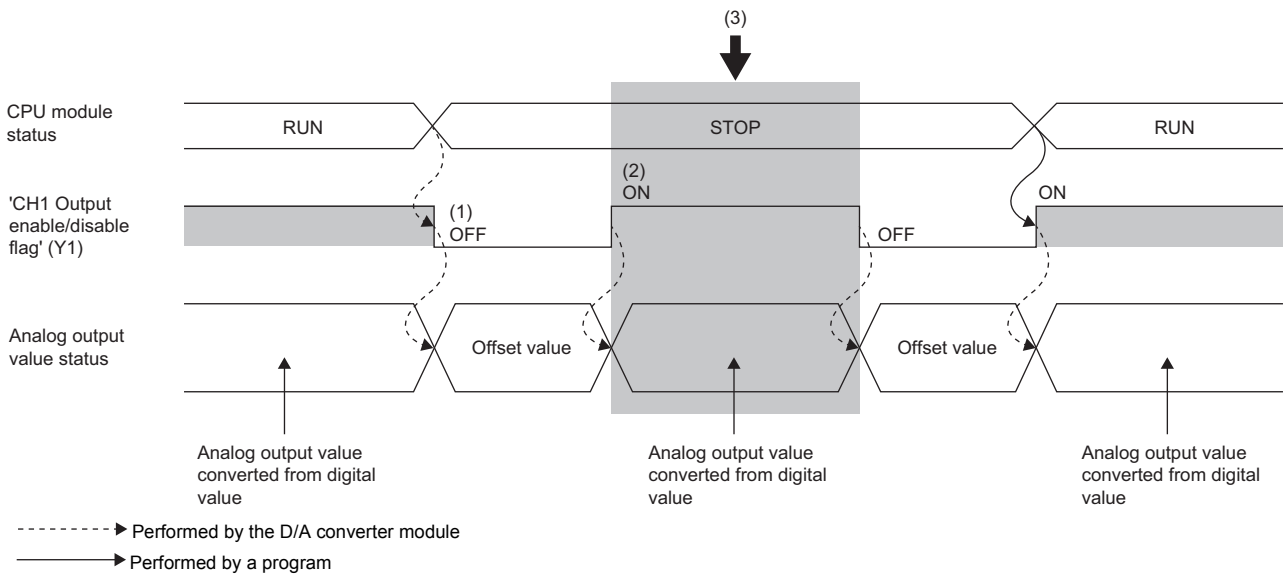 (3)
CPU module
status
RUN
STOP
RUN
'CH1 Output
enable/disable
flag' (Y1)
(1)
OFF
(2)
ON
OFF
ON
Analog output
value status
Offset value
Offset value
Analog output value
converted from digital
value
Analog output value
converted from digital
value
Analog output value
converted from digital
value
Performed by the D/A converter module
Performed by a program